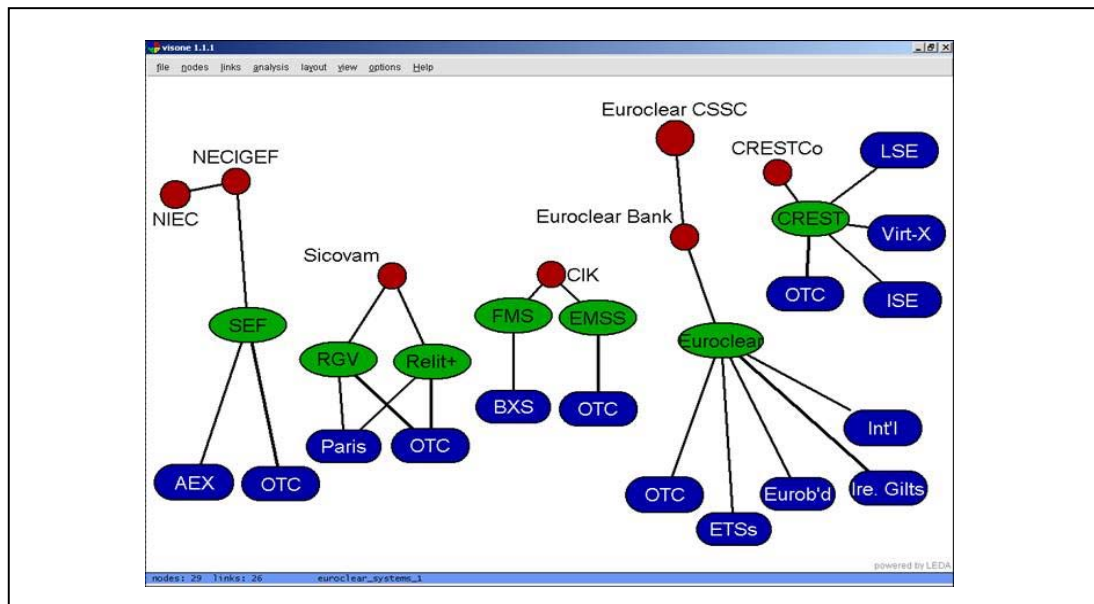 visone 1.1.1
file nodes links analysis layout view options Help
Euroclear CSSC
CRESTCo
LSE
NECIGEF
NIEC
CREST
Euroclear Bank
Virt-X
Sicovam
CIK
OTC
ISE
SEF
FMS
EMSS
Euroclear
RGV
Relit+
BXS
OTC
Int'l
Paris
OTC
AEX
OTC
OTC
Eurob'd
Ire. Gilts
ETSs
powered by LEDA
nodes: 29 links: 26 euroclear_systems_1